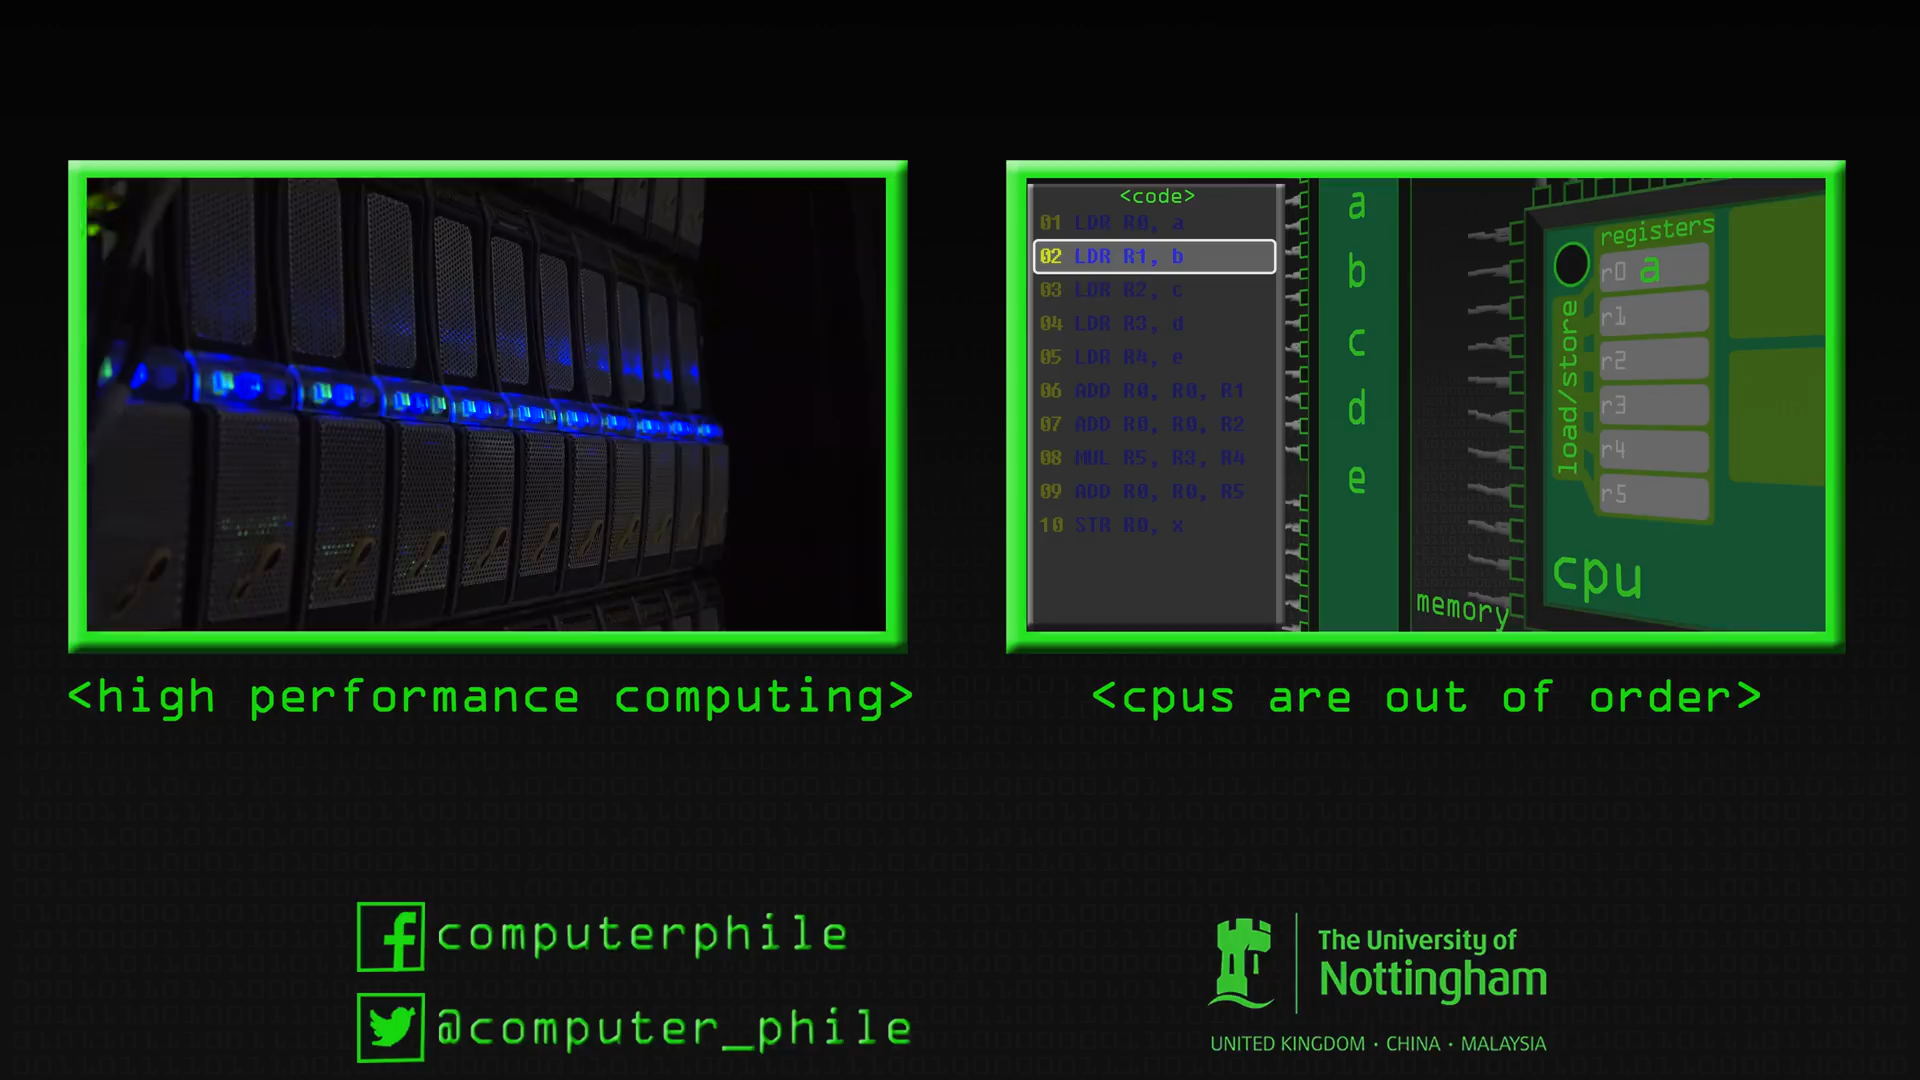 <code>
01 LDR R0, a
02 LDR R1, b
03 LDR R2, c
04 LDR R3, d
05 LDR R4, e
06 ADD R0, R0, R1
07 ADD R0, R0, R2
08 MUL R5, R3, R4
09 ADD R0, R0, R5
10 STR R0, x
a
b
c
d
e
memory
registers
r0 a
r1
r2
r3
r4
r5
load/store
cpu
<high performance computing>
<cpus are out of order>
computerphile
@computer_phile
The University of
Nottingham
UNITED KINGDOM · CHINA · MALAYSIA